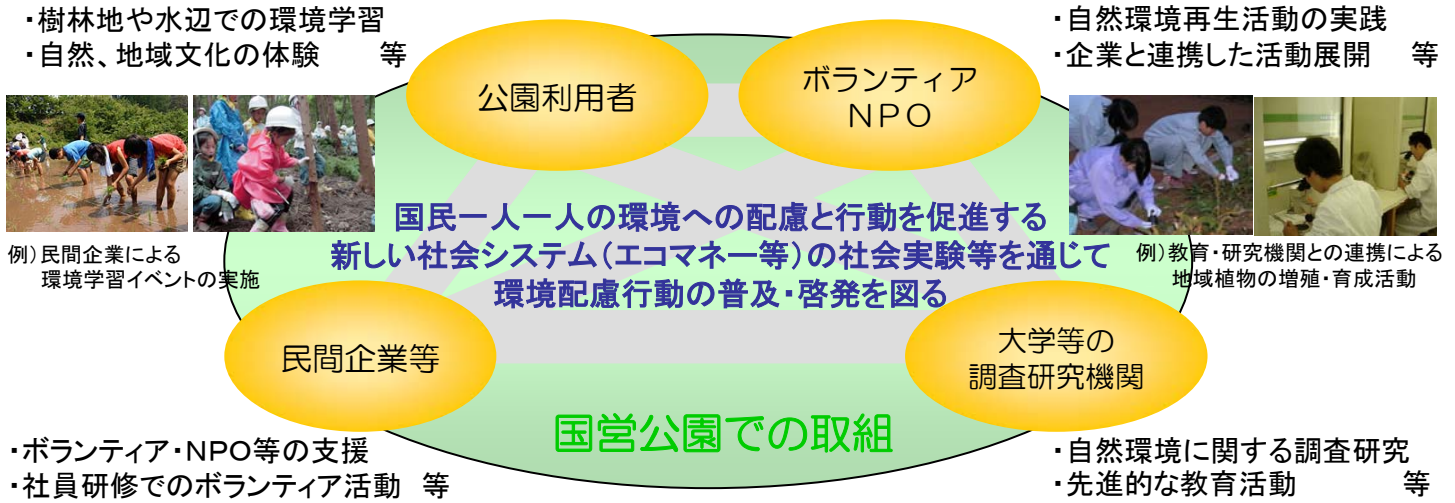 ・樹林地や水辺での環境学習
・自然、地域文化の体験　等
・自然環境再生活動の実践
・企業と連携した活動展開　等
公園利用者
ボランティア
NPO
例）民間企業による
環境学習イベントの実施
例）教育・研究機関との連携による
地域植物の増殖・育成活動
国民一人一人の環境への配慮と行動を促進する
新しい社会システム（エコマネー等）の社会実験等を通じて
環境配慮行動の普及・啓発を図る
民間企業等
大学等の
調査研究機関
国営公園での取組
・ボランティア・NPO等の支援
・社員研修でのボランティア活動　等
・自然環境に関する調査研究
・先進的な教育活動　等